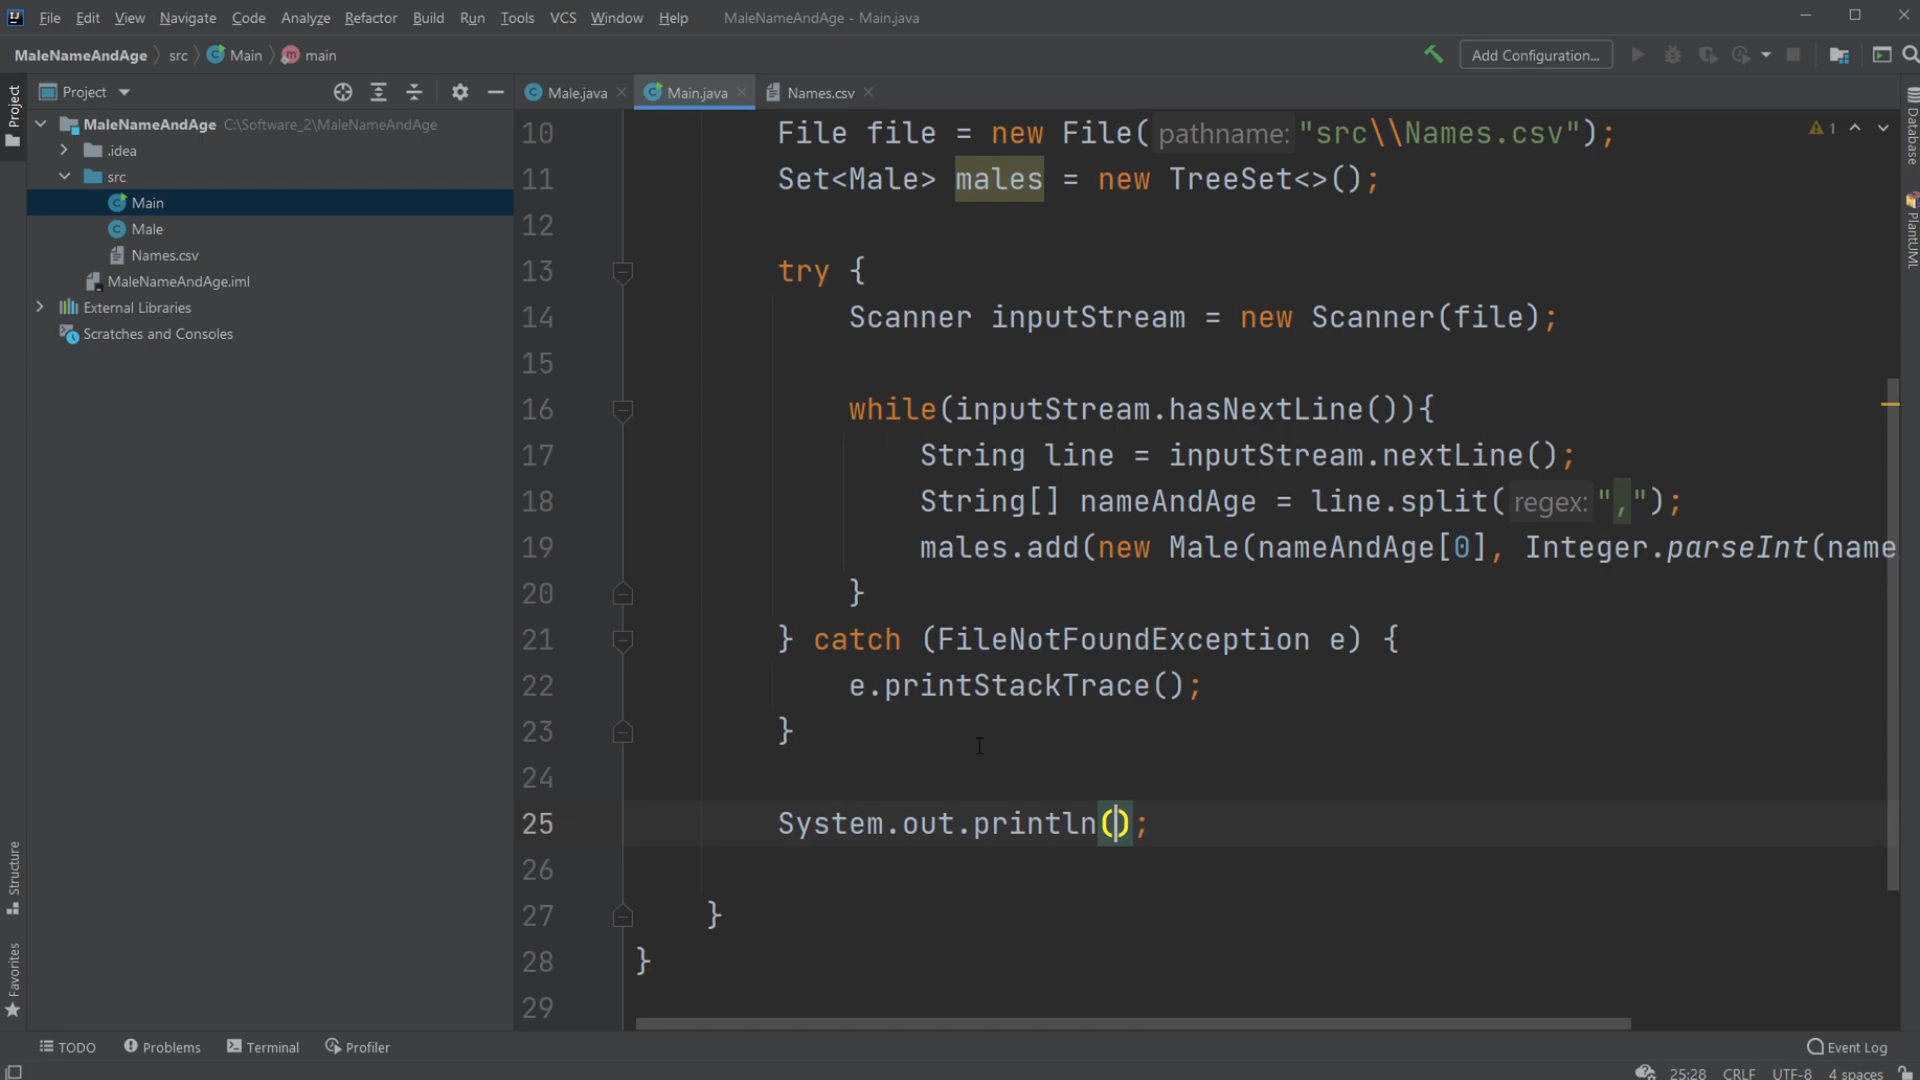 File Edit View Navigate Code Analyze Refactor Build Run Tools VCS Window Help MaleNameAndAge - Main.java
MaleNameAndAge src Main main Add Configuration...
Project
Project
MaleNameAndAge C:\Software_2\MaleNameAndAge
.idea
src
Main
Male
Names.csv
MaleNameAndAge.iml
External Libraries
Scratches and Consoles
Structure
Favorites
Male.java Main.java Names.csv
1
10 File file = new File( pathname: "src\\Names.csv");
11 Set<Male> males = new TreeSet<>();
12
13 try {
14 Scanner inputStream = new Scanner(file);
15
16 while(inputStream.hasNextLine()){
17 String line = inputStream.nextLine();
18 String[] nameAndAge = line.split( regex: ",");
19 males.add(new Male(nameAndAge[0], Integer.parseInt(name
20 }
21 } catch (FileNotFoundException e) {
22 e.printStackTrace();
23 }
24
25 System.out.println();
26
27 }
28 }
29
Database
PlantUML
TODO Problems Terminal Profiler Event Log
25:28 CRLF UTF-8 4 spaces